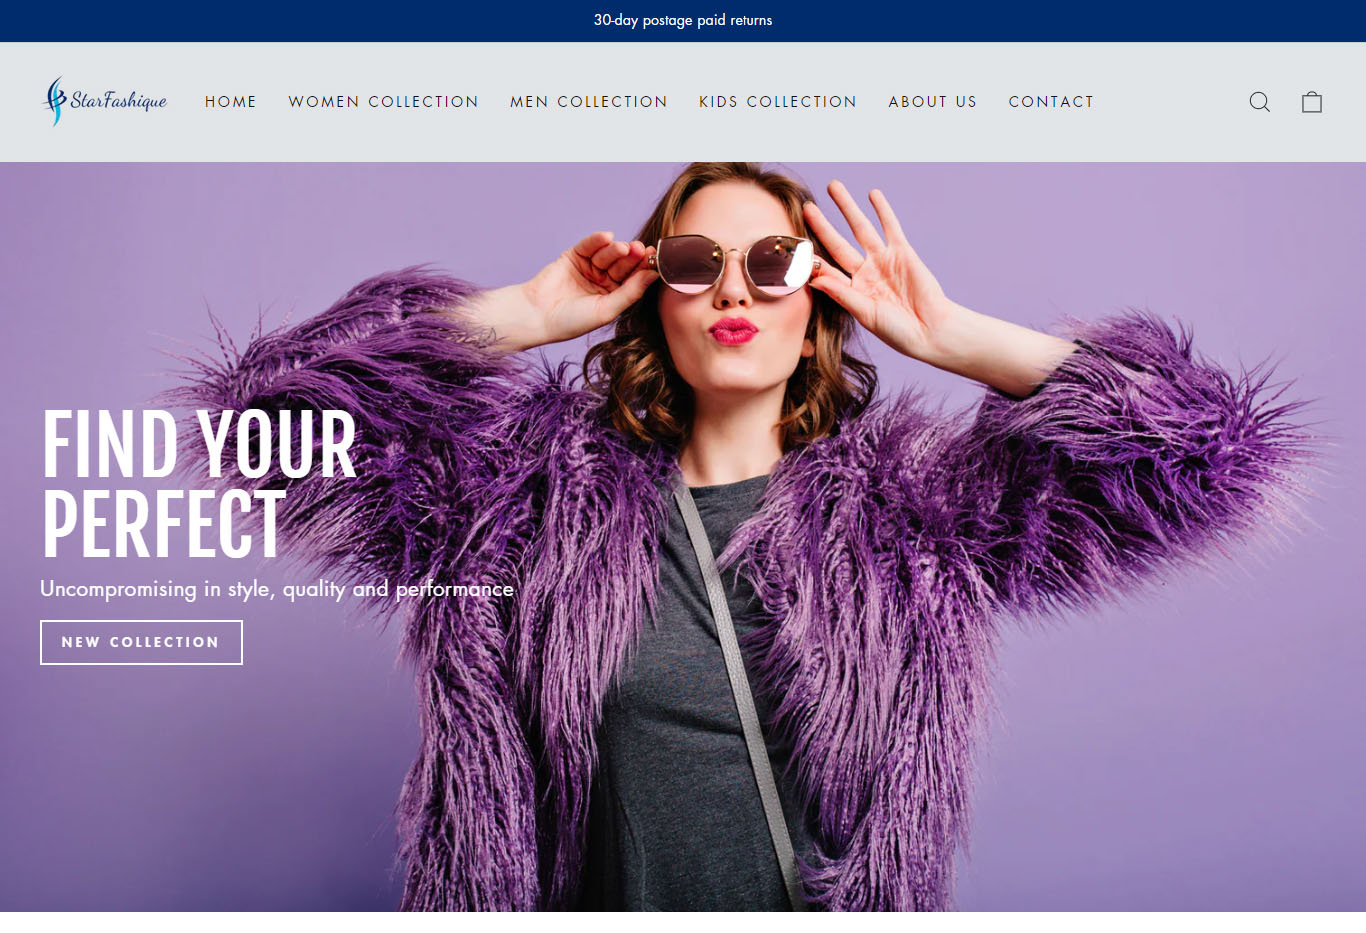 30-day postage paid returns
StarFashique
HOME
WOMEN COLLECTION
MEN COLLECTION
KIDS COLLECTION
ABOUT US
CONTACT
FIND YOUR
PERFECT
Uncompromising in style, quality and performance
NEW COLLECTION